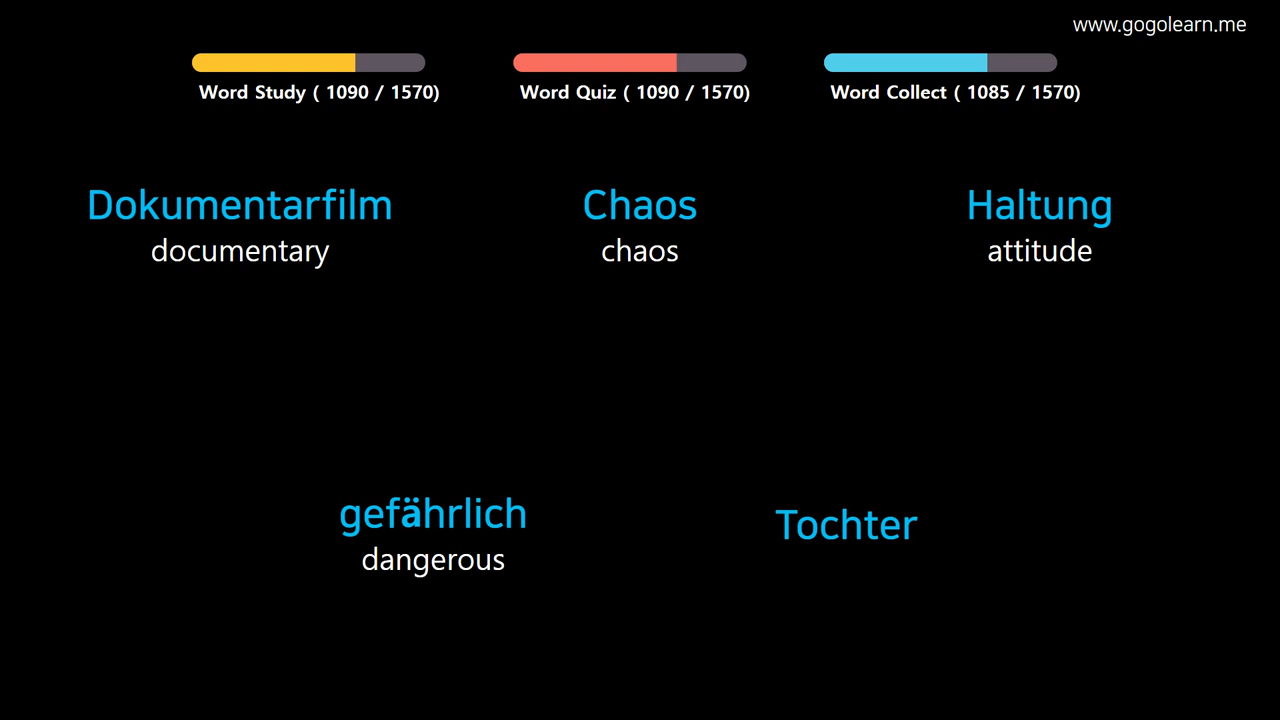 www.gogolearn.me
Word Study ( 1090 / 1570)
Word Quiz ( 1090 / 1570)
Word Collect ( 1085 / 1570)
Dokumentarfilm
documentary
Chaos
chaos
Haltung
attitude
gefährlich
dangerous
Tochter